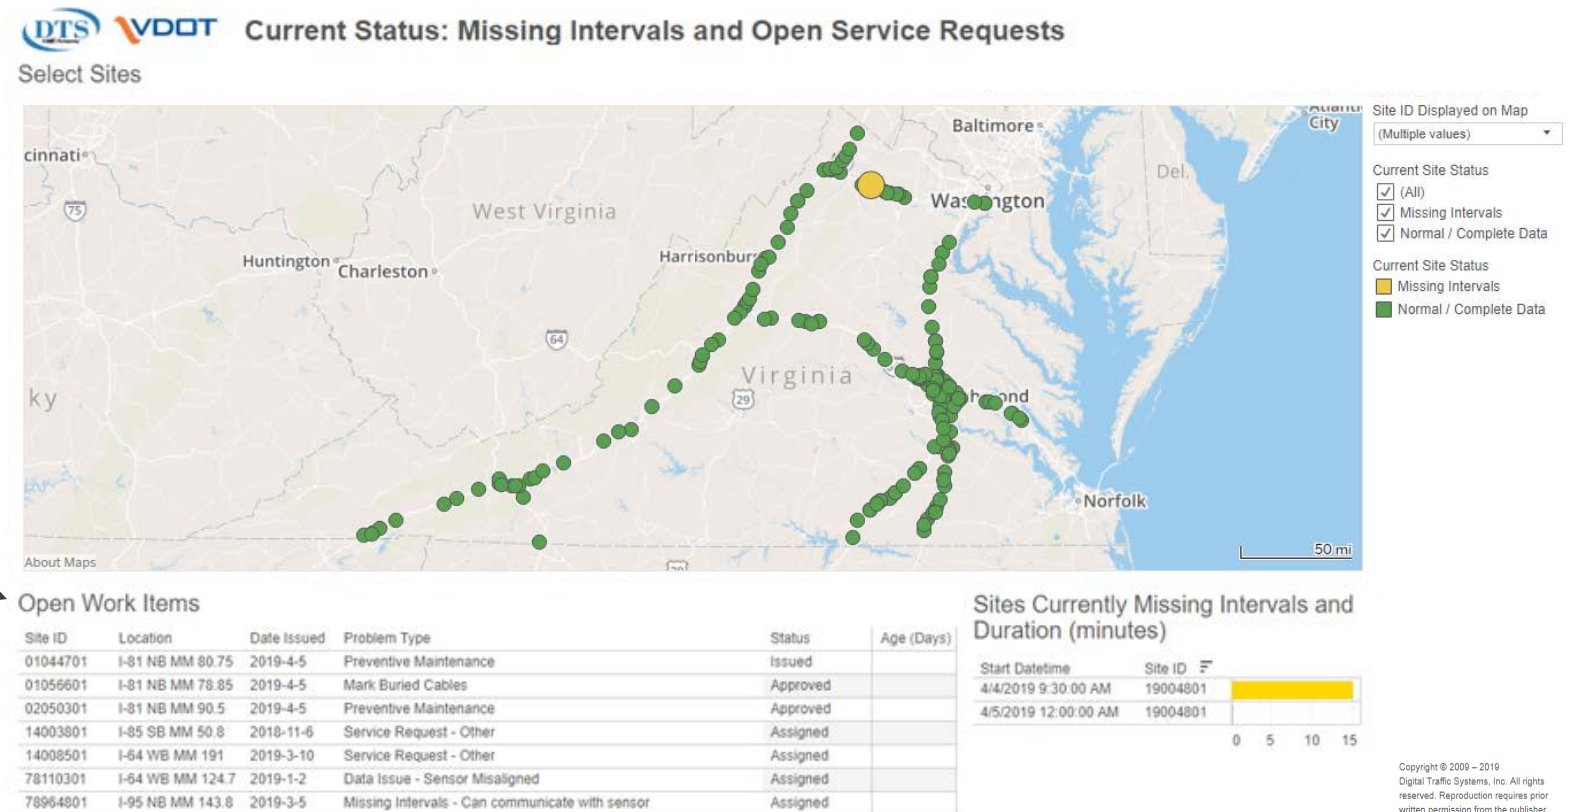 DTS VDOT Current Status: Missing Intervals and Open Service Requests
Select Sites
cinnati
75
Huntington
Charleston
West Virginia
64
Harrisonbur
Baltimore
Was ngton
Del.
City
ky
Virginia
29
h ond
Norfolk
50 mi
About Maps
Site ID Displayed on Map
(Multiple values)
Current Site Status
(All)
Missing Intervals
Normal / Complete Data
Current Site Status
Missing Intervals
Normal / Complete Data
Open Work Items
Site ID Location Date Issued Problem Type Status Age (Days)
01044701 I-81 NB MM 80.75 2019-4-5 Preventive Maintenance Issued
01056601 I-81 NB MM 78.85 2019-4-5 Mark Buried Cables Approved
02050301 I-81 NB MM 90.5 2019-4-5 Preventive Maintenance Approved
14003801 I-85 SB MM 50.8 2018-11-6 Service Request - Other Assigned
14008501 I-64 WB MM 191 2019-3-10 Service Request - Other Assigned
78110301 I-64 WB MM 124.7 2019-1-2 Data Issue - Sensor Misaligned Assigned
78964801 I-95 NB MM 143.8 2019-3-5 Missing Intervals - Can communicate with sensor Assigned
Sites Currently Missing Intervals and
Duration (minutes)
Start Datetime Site ID
4/4/2019 9:30:00 AM 19004801
4/5/2019 12:00:00 AM 19004801
0 5 10 15
Copyright © 2009 – 2019
Digital Traffic Systems, Inc. All rights
reserved. Reproduction requires prior
written permission from the publisher